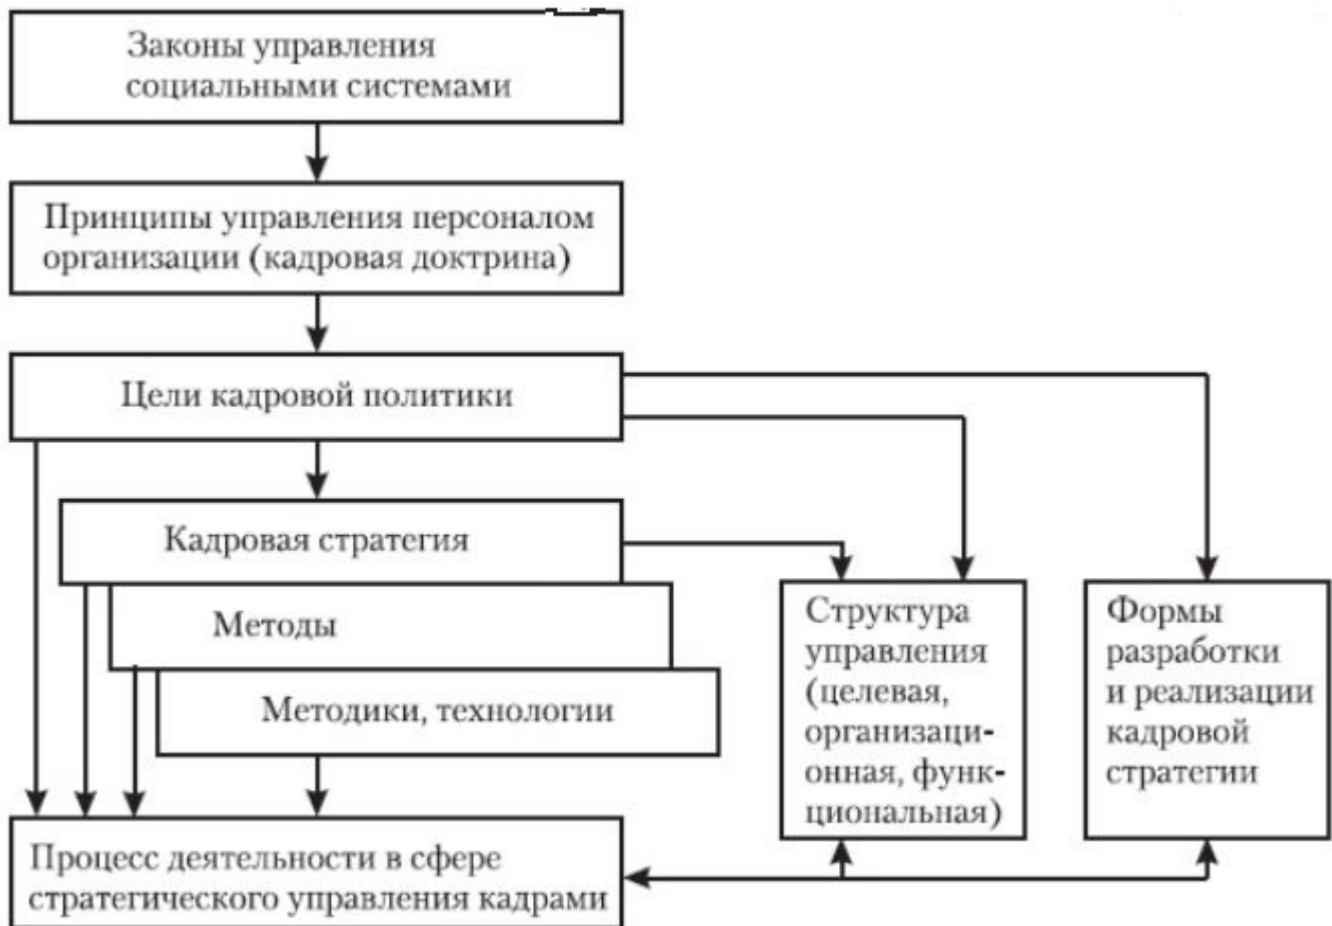 Законы управления
социальными системами
Принципы управления персоналом
организации (кадровая доктрина)
Цели кадровой политики
Кадровая стратегия
Методы
Методики, технологии
Структура
управления
(целевая,
организаци-
онная, функ-
циональная)
Формы
разработки
и реализации
кадровой
стратегии
Процесс деятельности в сфере
стратегического управления кадрами